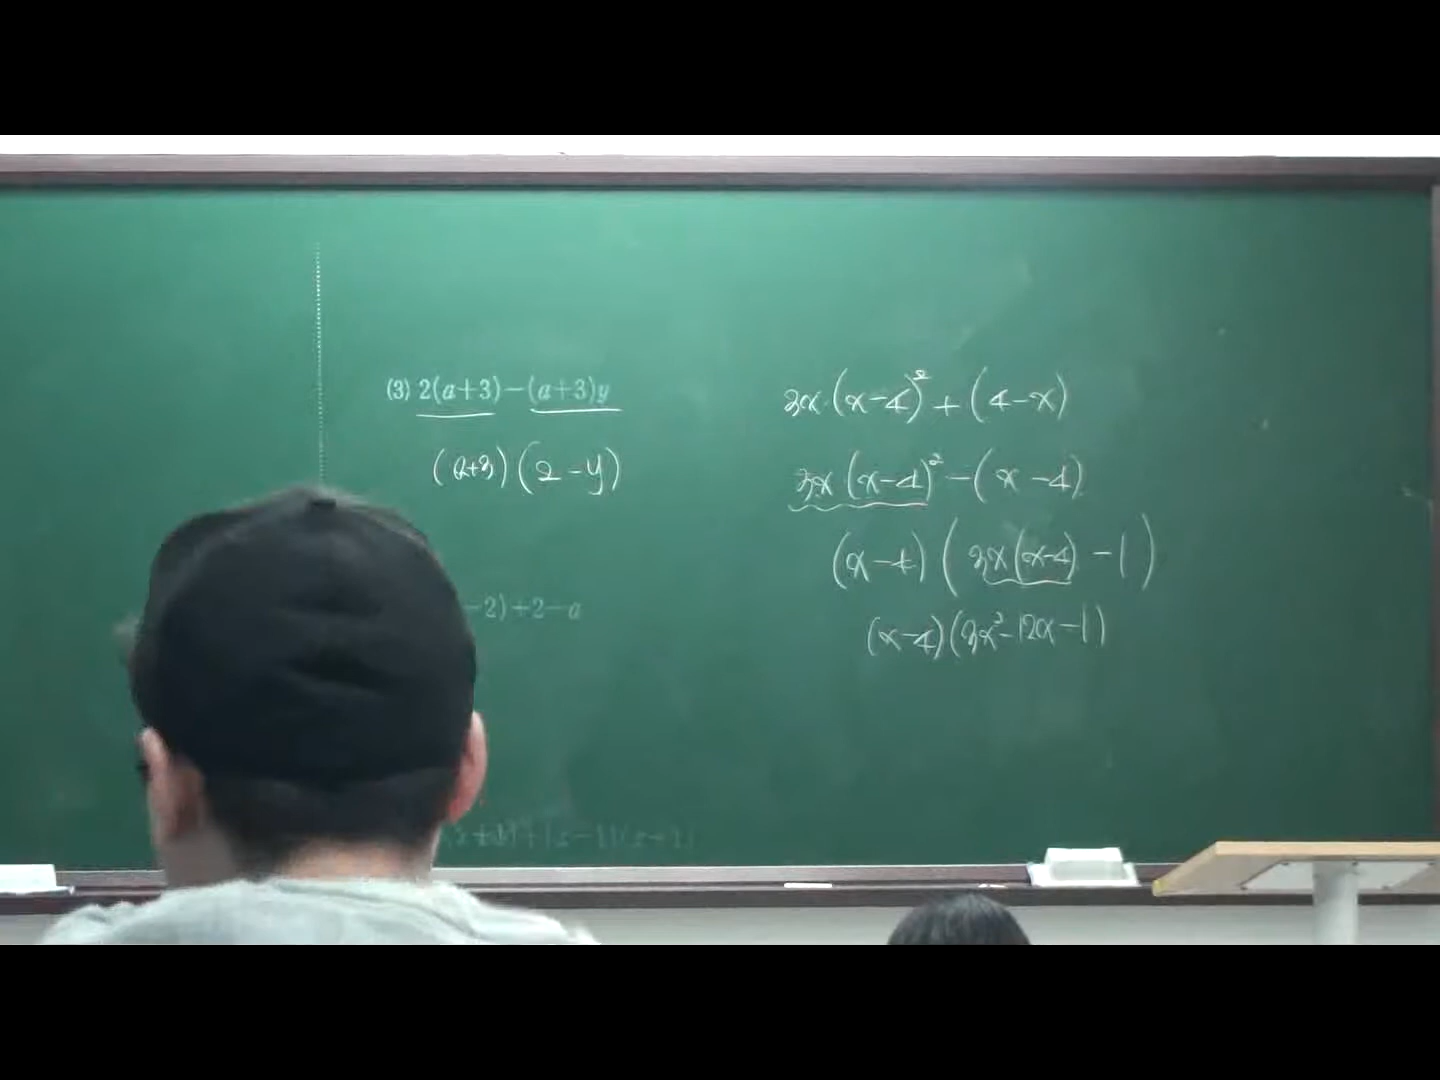 (3) 2(a+3)-(a+3)y
(a+3)(2-y)
-2)+2-a
3x·(x-4)²+(4-x)
3x(x-4)²-(x-4)
(x-4)(3x(x-4)-1)
(x-4)(3x²-12x-1)